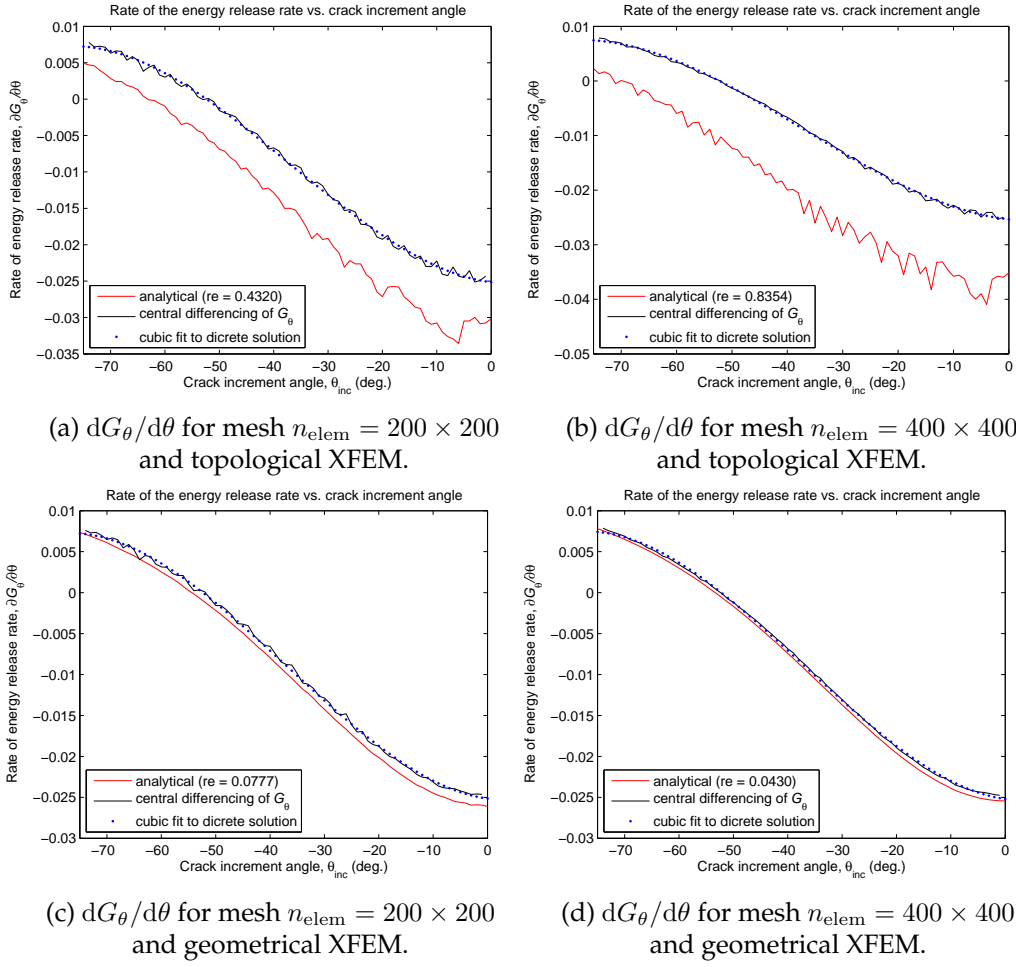 Rate of the energy release rate vs. crack increment angle
0.01
0.005
0
−0.005
−0.01
−0.015
−0.02
−0.025
−0.03
−0.035
Rate of energy release rate, ∂G_θ/∂θ
analytical (re = 0.4320)
central differencing of G_θ
cubic fit to dicrete solution
−70 −60 −50 −40 −30 −20 −10 0
Crack increment angle, θ_inc (deg.)
(a) dG_θ/dθ for mesh n_elem = 200 × 200
and topological XFEM.
Rate of the energy release rate vs. crack increment angle
0.01
0
−0.01
−0.02
−0.03
−0.04
−0.05
Rate of energy release rate, ∂G_θ/∂θ
analytical (re = 0.8354)
central differencing of G_θ
cubic fit to dicrete solution
−70 −60 −50 −40 −30 −20 −10 0
Crack increment angle, θ_inc (deg.)
(b) dG_θ/dθ for mesh n_elem = 400 × 400
and topological XFEM.
Rate of the energy release rate vs. crack increment angle
0.01
0.005
0
−0.005
−0.01
−0.015
−0.02
−0.025
−0.03
Rate of energy release rate, ∂G_θ/∂θ
analytical (re = 0.0777)
central differencing of G_θ
cubic fit to dicrete solution
−70 −60 −50 −40 −30 −20 −10 0
Crack increment angle, θ_inc (deg.)
(c) dG_θ/dθ for mesh n_elem = 200 × 200
and geometrical XFEM.
Rate of the energy release rate vs. crack increment angle
0.01
0.005
0
−0.005
−0.01
−0.015
−0.02
−0.025
−0.03
Rate of energy release rate, ∂G_θ/∂θ
analytical (re = 0.0430)
central differencing of G_θ
cubic fit to dicrete solution
−70 −60 −50 −40 −30 −20 −10 0
Crack increment angle, θ_inc (deg.)
(d) dG_θ/dθ for mesh n_elem = 400 × 400
and geometrical XFEM.